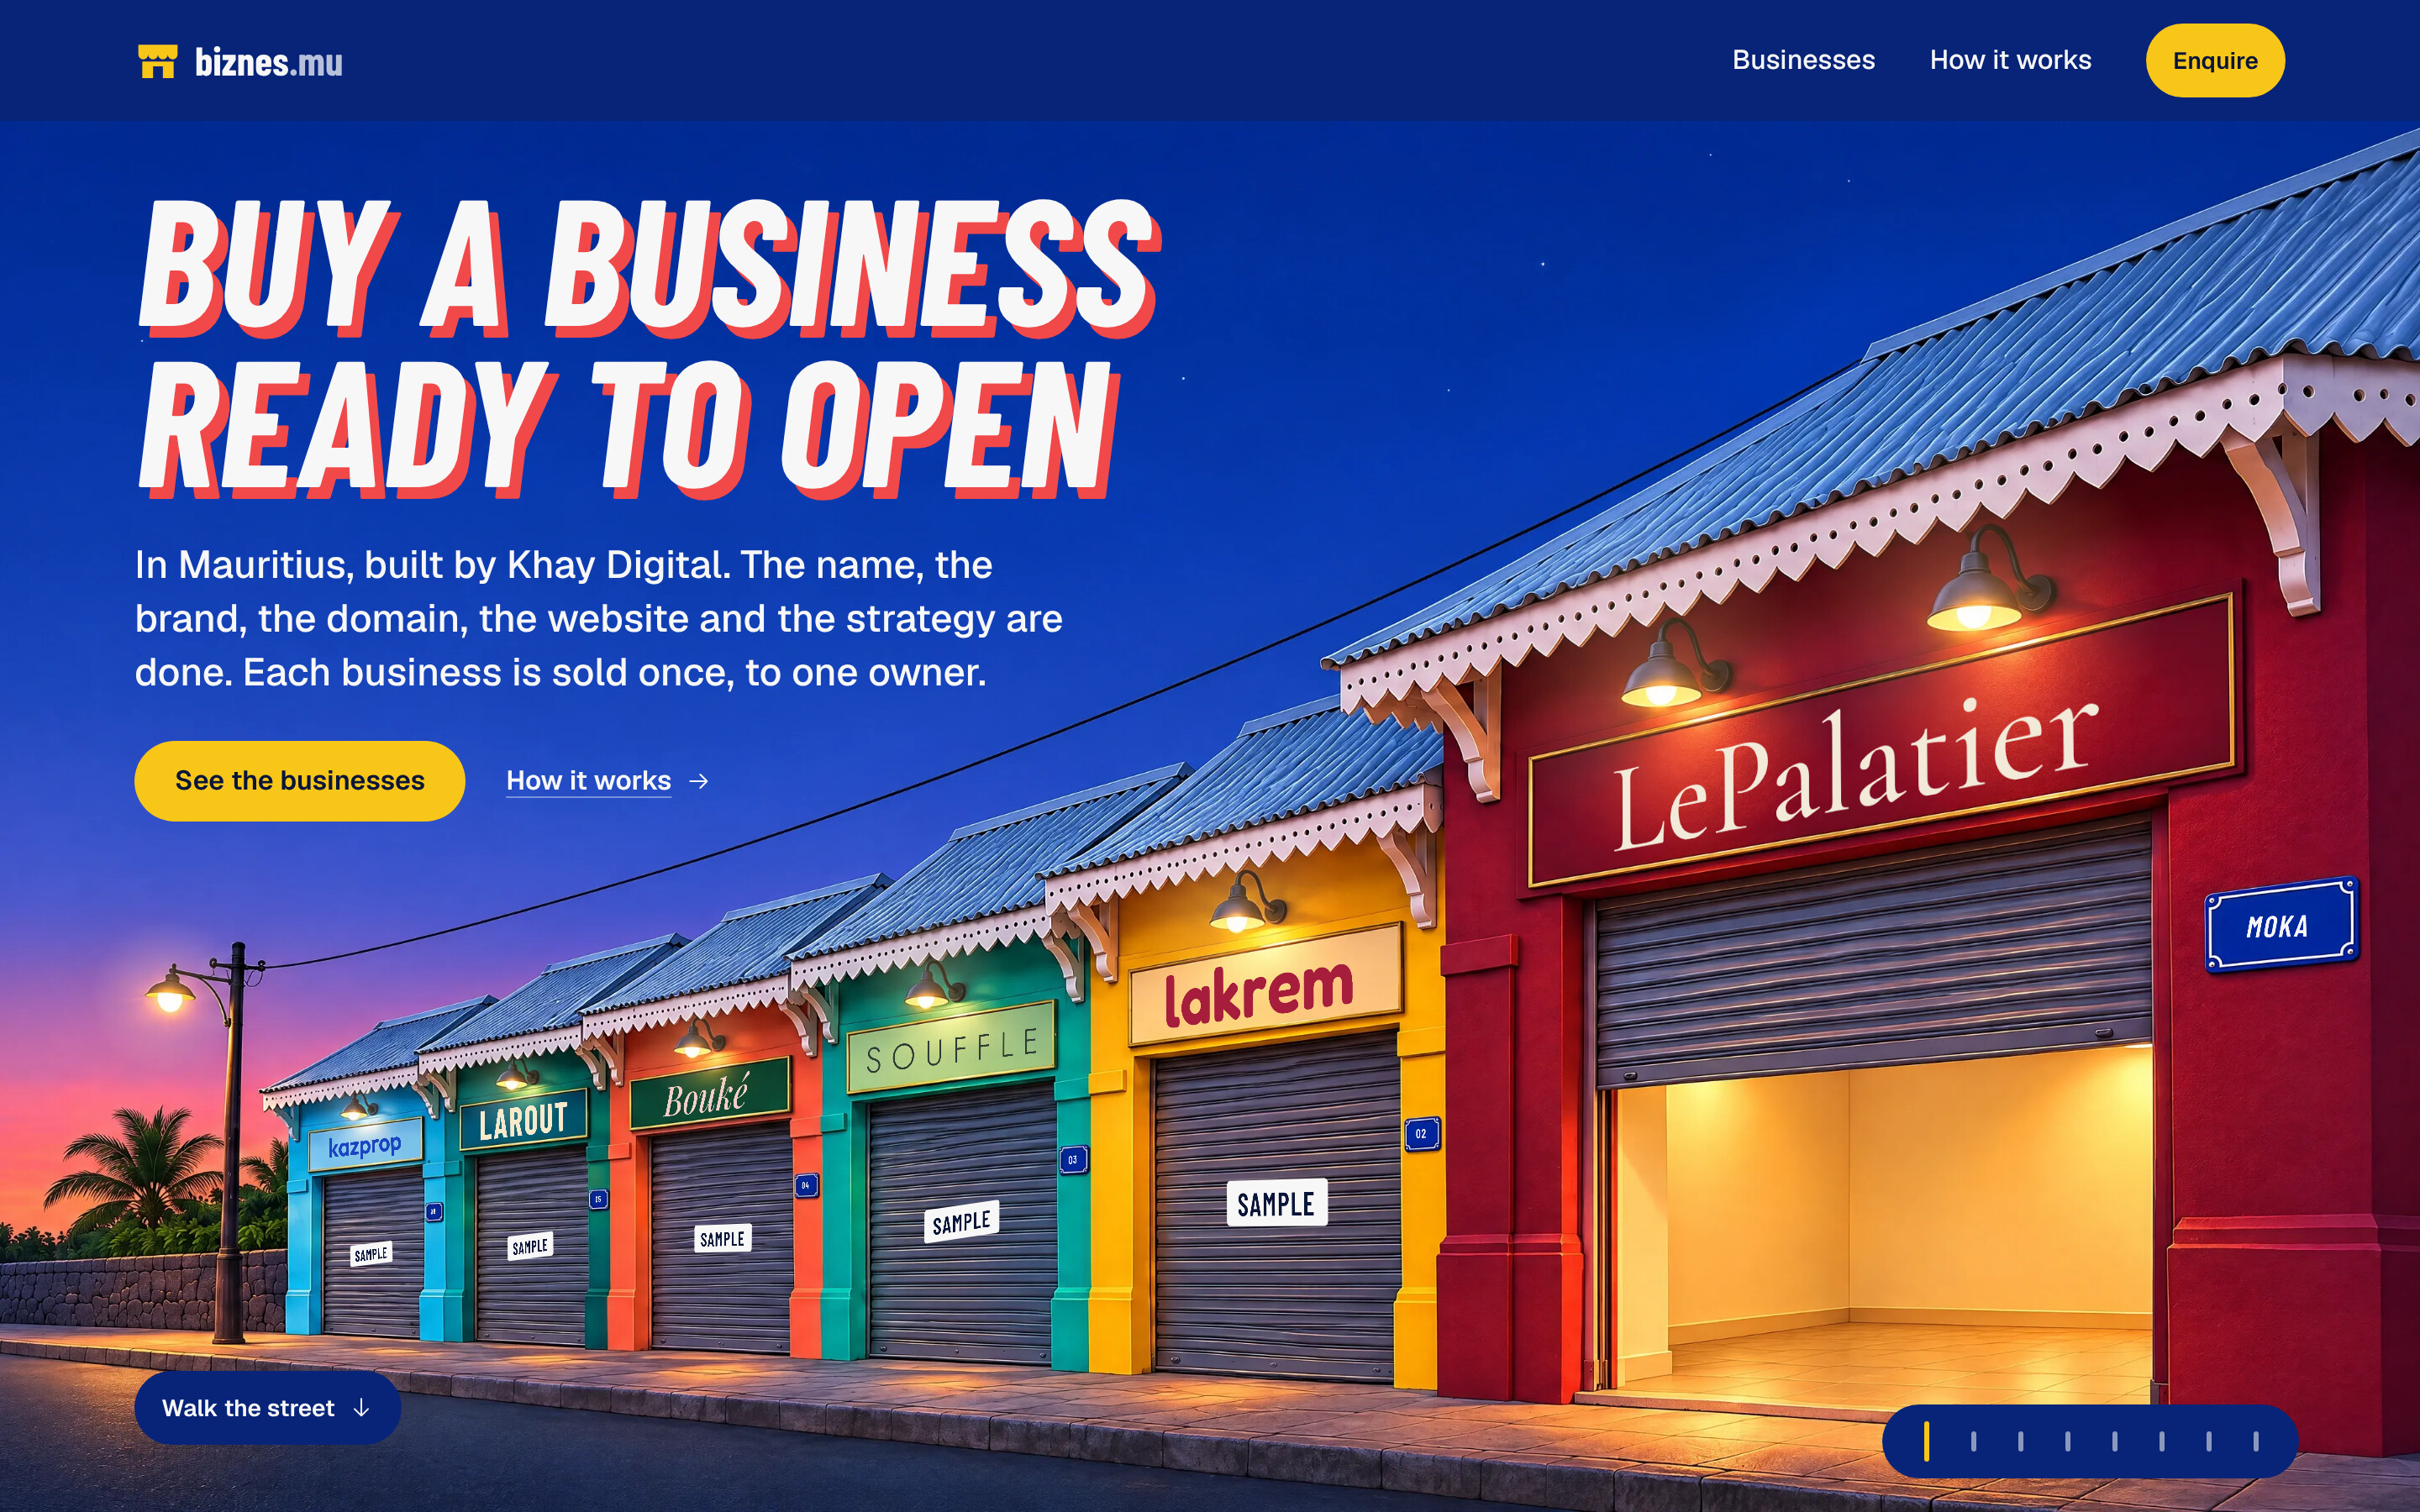 biznes.mu
Businesses
How it works
Enquire
BUY A BUSINESS
READY TO OPEN
In Mauritius, built by Khay Digital. The name, the
brand, the domain, the website and the strategy are
done. Each business is sold once, to one owner.
See the businesses
How it works
LePalatier
MOKA
lakrem
02
SAMPLE
SOUFFLE
03
SAMPLE
Bouké
04
SAMPLE
LAROUT
SAMPLE
kazprop
SAMPLE
Walk the street